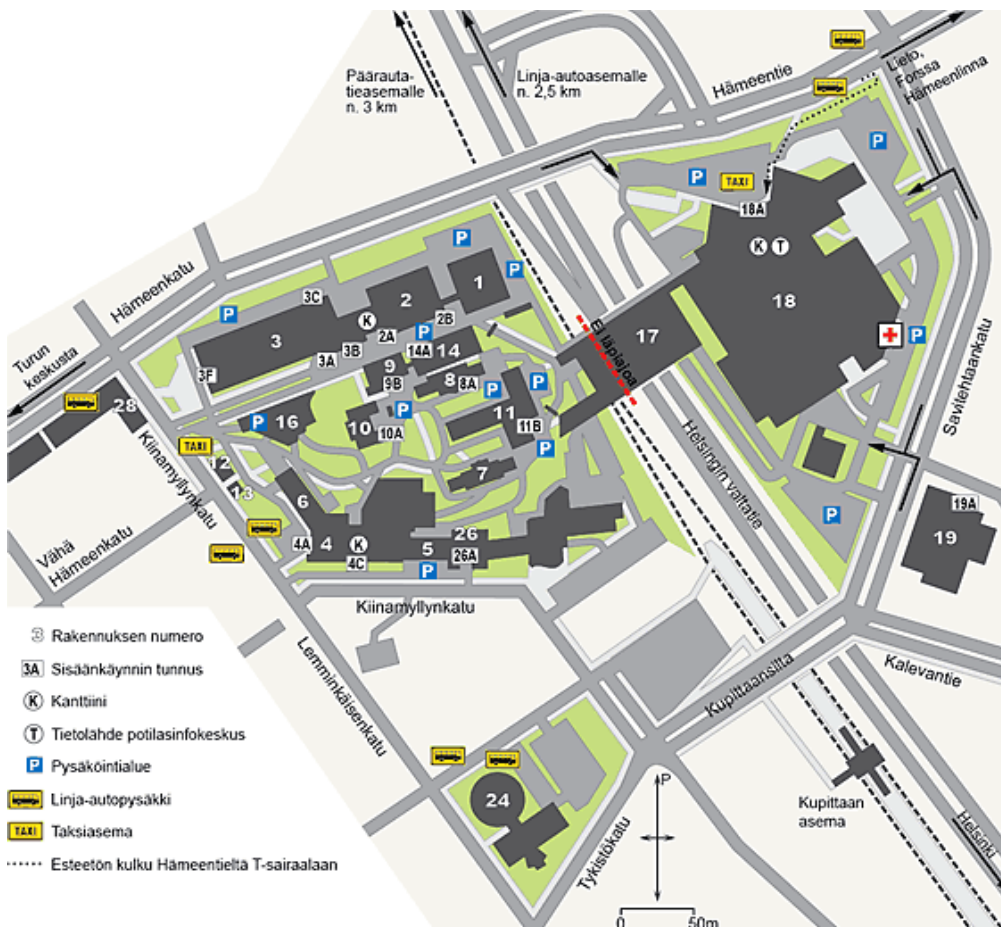 Päärauta-
tieasemalle
n. 3 km
Linja-autoasemalle
n. 2,5 km
Hämeentie
Lieto,
Forssa
Hämeenlinna
P
P
TAXI
18A
K
T
18
P
17
Ei läpiajoa
Savitehtaankatu
Hämeenkatu
Turun
keskusta
P
P
P
1
2
3C
K
2A
2B
P
3
3B
3A
3F
14A
14
9
9B
8
8A
P
P
P
10
10A
11
11B
P
7
16
P
28
TAXI
12
13
Kiinamyllynkatu
Vähä
Hämeenkatu
6
4A
4
K
4C
5
26
26A
P
Kiinamyllynkatu
Lemminkäisenkatu
Helsingin valtatie
P
19A
19
Kupittaansilta
Kalevantie
Kupittaan
asema
Helsinki
24
Tykistökatu
P
0 50m
3 Rakennuksen numero
3A Sisäänkäynnin tunnus
K Kanttiini
T Tietolähde potilasinfokeskus
P Pysäköintialue
Linja-autopysäkki
TAXI Taksiasema
Esteetön kulku Hämeentieltä T-sairaalaan